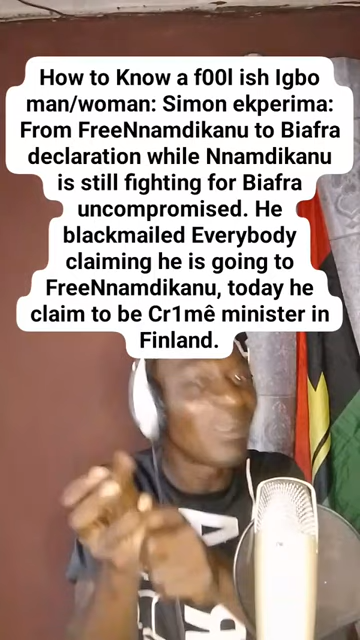 How to Know a f00l ish Igbo
man/woman: Simon ekperima:
From FreeNnamdikanu to Biafra
declaration while Nnamdikanu
is still fighting for Biafra
uncompromised. He
blackmailed Everybody
claiming he is going to
FreeNnamdikanu, today he
claim to be Cr1mê minister in
Finland.